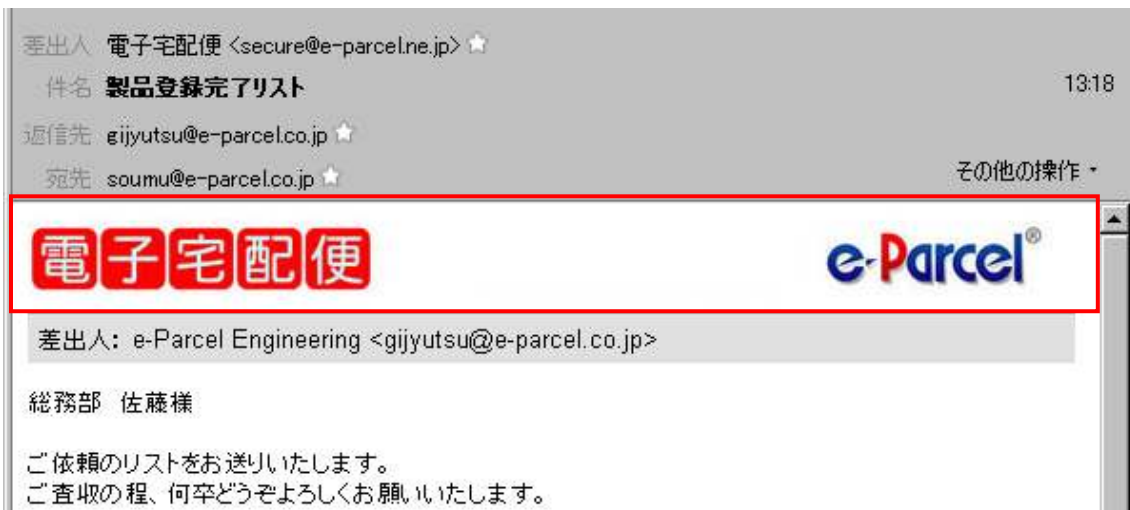 差出人 電子宅配便 <secure@e-parcel.ne.jp>
件名 製品登録完了リスト 13:18
返信先 gijyutsu@e-parcel.co.jp
宛先 soumu@e-parcel.co.jp その他の操作
電子宅配便 e-Parcel®
差出人: e-Parcel Engineering <gijyutsu@e-parcel.co.jp>
総務部 佐藤様
ご依頼のリストをお送りいたします。
ご査収の程、何卒どうぞよろしくお願いいたします。